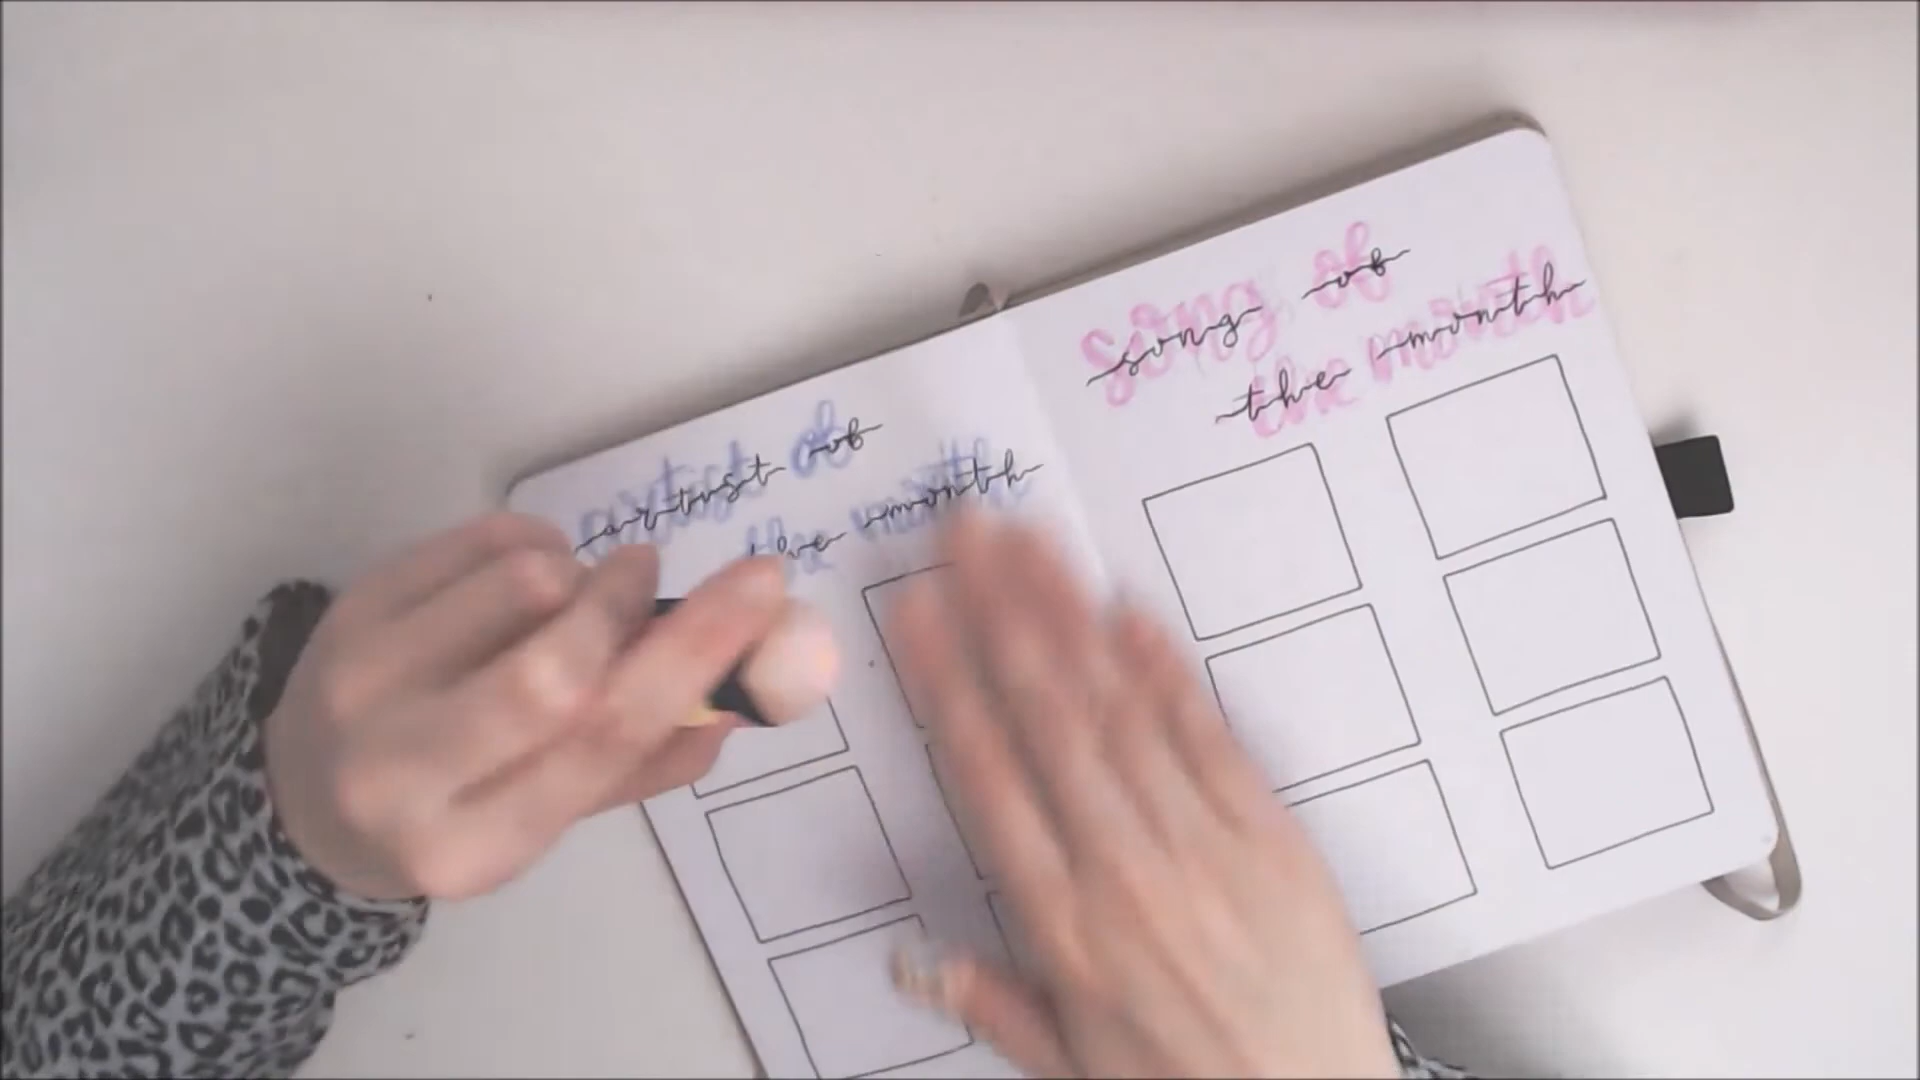 artist of
the month
song of
the month